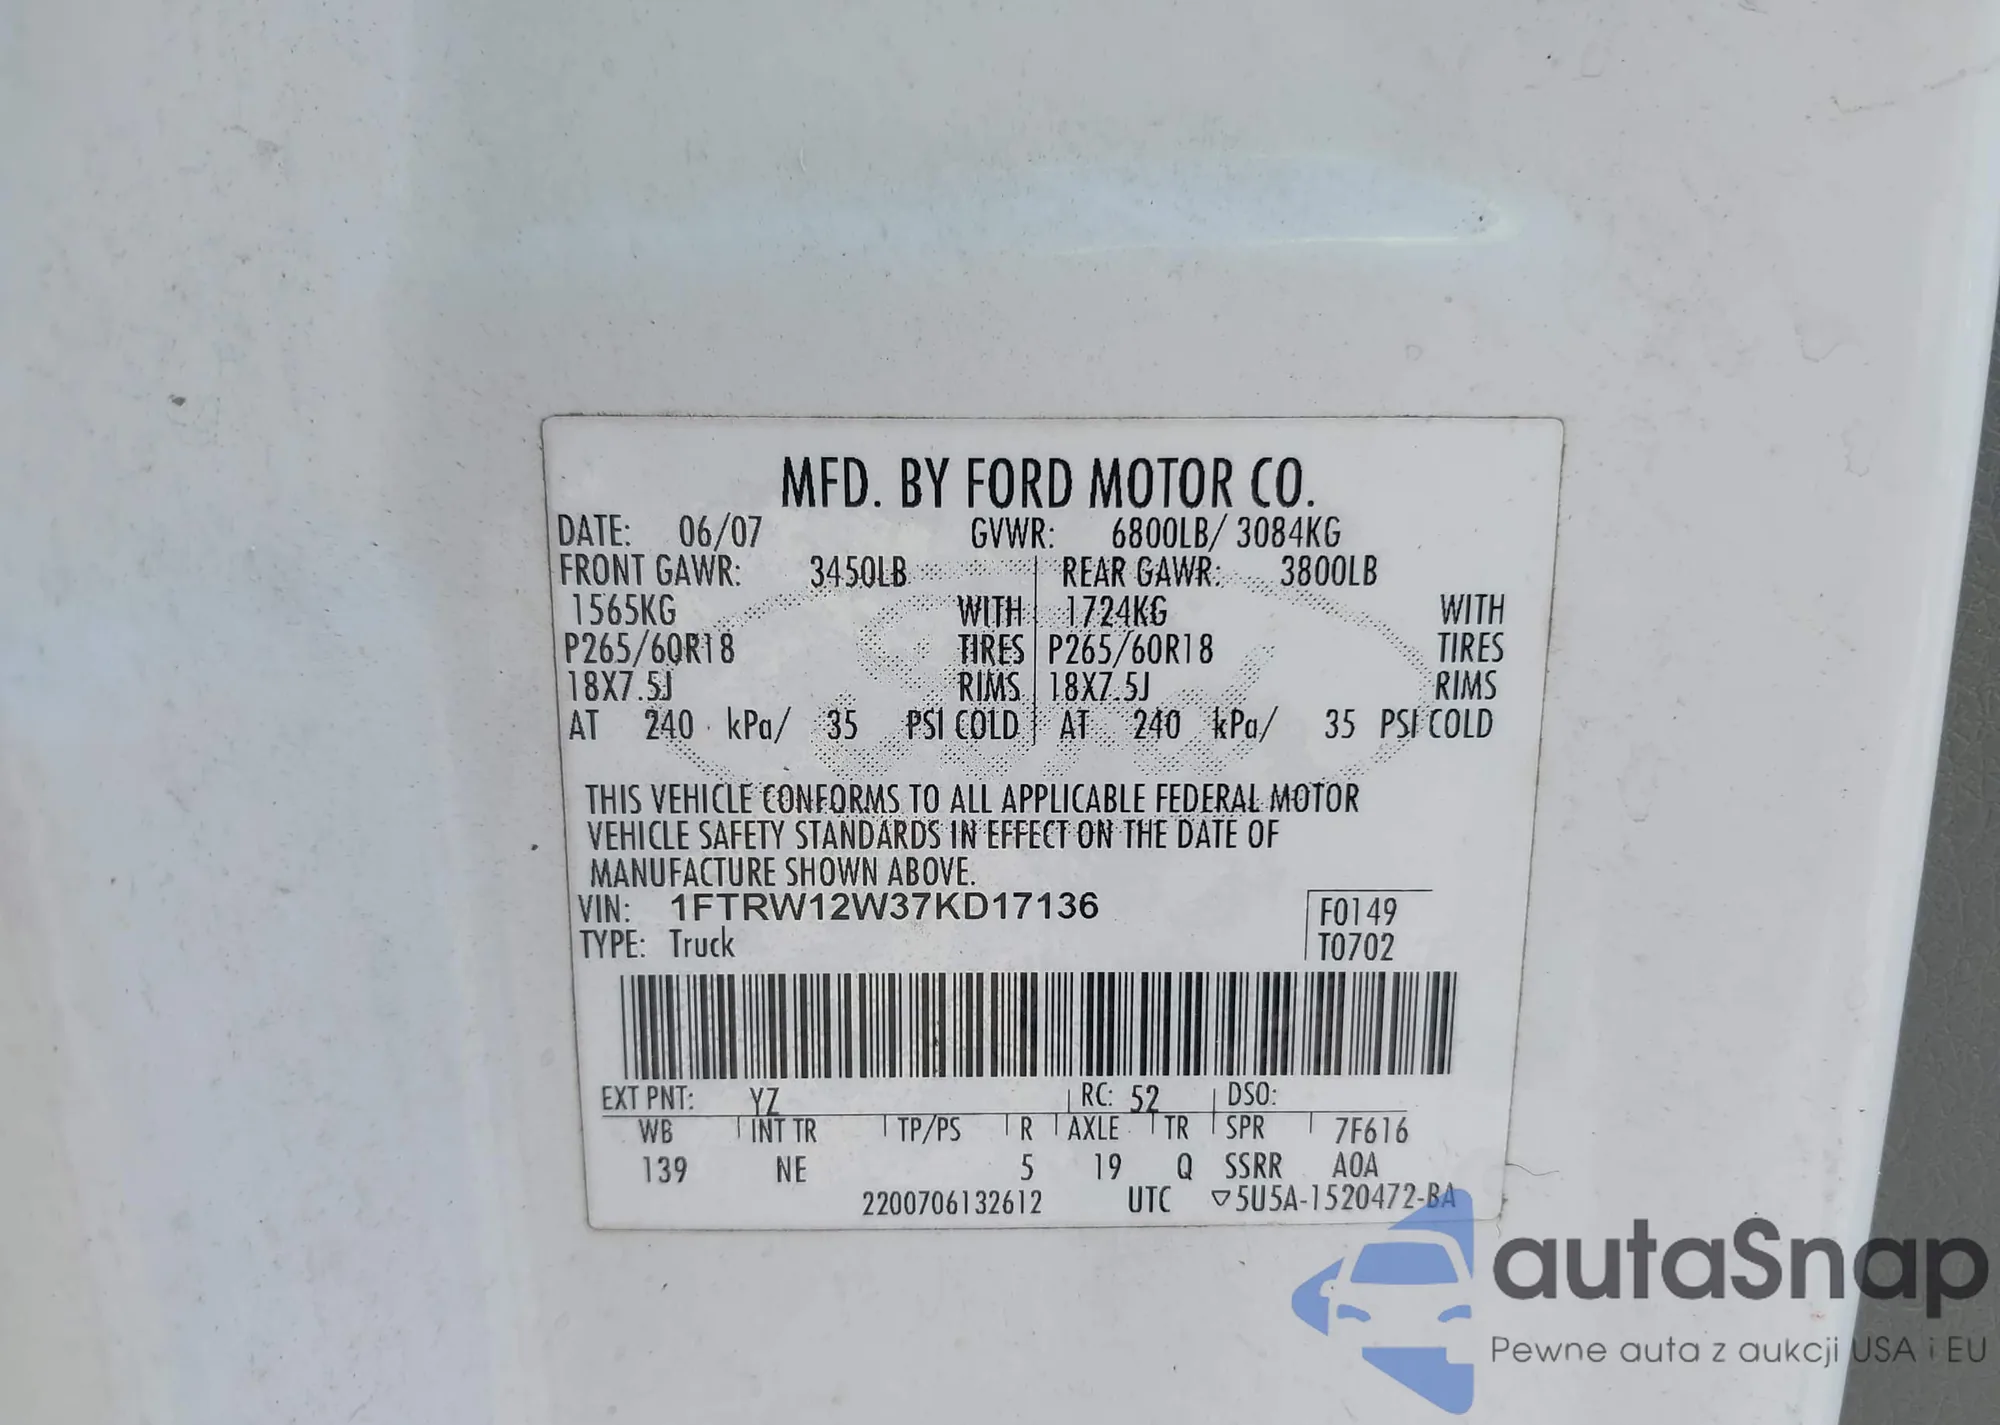 MFD. BY FORD MOTOR CO.
DATE: 06/07 GVWR: 6800LB/ 3084KG
FRONT GAWR: 3450LB REAR GAWR: 3800LB
1565KG WITH 1724KG WITH
P265/60R18 TIRES P265/60R18 TIRES
18X7.5J RIMS 18X7.5J RIMS
AT 240 kPa/ 35 PSI COLD AT 240 kPa/ 35 PSI COLD
THIS VEHICLE CONFORMS TO ALL APPLICABLE FEDERAL MOTOR
VEHICLE SAFETY STANDARDS IN EFFECT ON THE DATE OF
MANUFACTURE SHOWN ABOVE.
VIN: 1FTRW12W37KD17136 F0149
TYPE: Truck T0702
EXT PNT: YZ RC: 52 DSO:
WB INT TR TP/PS R AXLE TR SPR 7F616
139 NE 5 19 Q SSRR A0A
2200706132612 UTC ▽5U5A-1520472-BA
autaSnap
Pewne auta z aukcji USA i EU